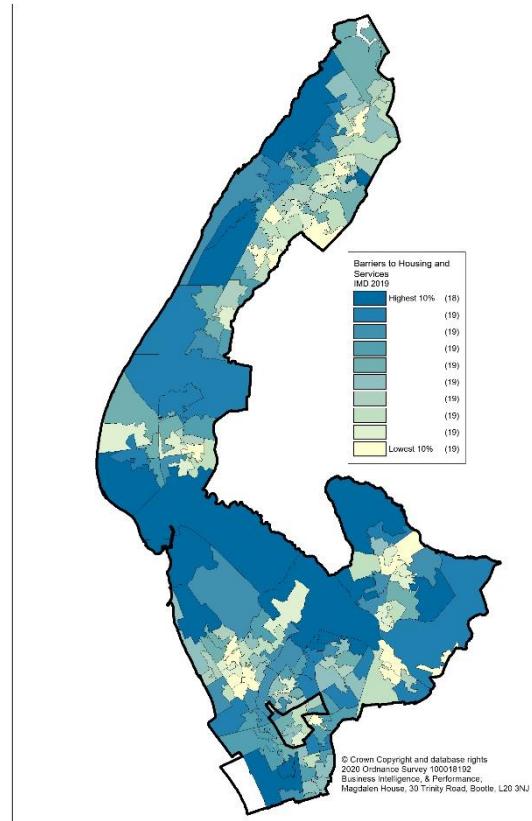 Barriers to Housing and
Services
IMD 2019
Highest 10% (18)
(19)
(19)
(19)
(19)
(19)
(19)
(19)
(19)
Lowest 10% (19)
© Crown Copyright and database rights
2020 Ordnance Survey 100018192
Business Intelligence, & Performance,
Magdalen House, 30 Trinity Road, Bootle, L20 3NJ